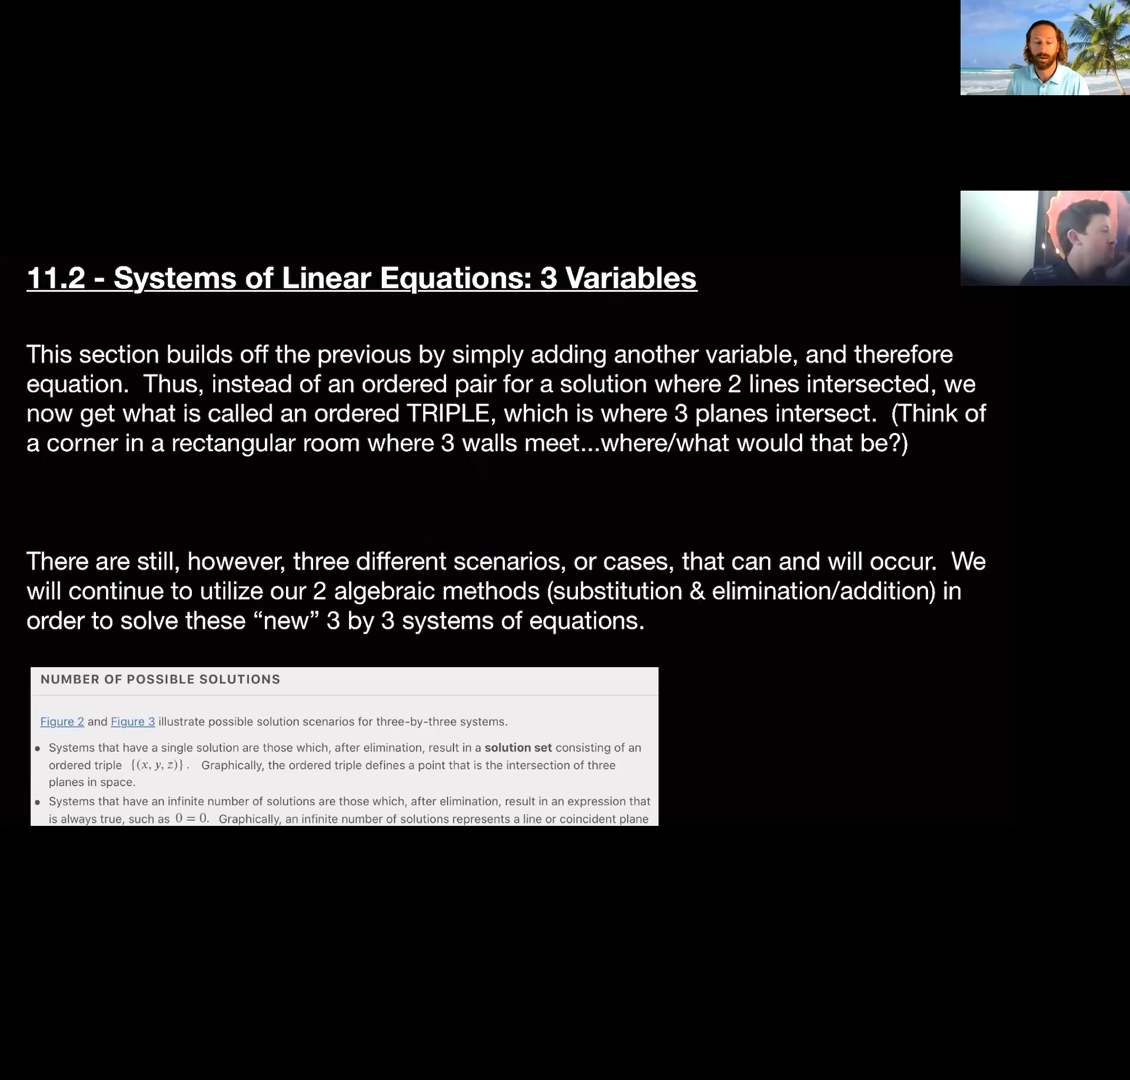 11.2 - Systems of Linear Equations: 3 Variables
This section builds off the previous by simply adding another variable, and therefore
equation.  Thus, instead of an ordered pair for a solution where 2 lines intersected, we
now get what is called an ordered TRIPLE, which is where 3 planes intersect.  (Think of
a corner in a rectangular room where 3 walls meet...where/what would that be?)
There are still, however, three different scenarios, or cases, that can and will occur.  We
will continue to utilize our 2 algebraic methods (substitution & elimination/addition) in
order to solve these “new” 3 by 3 systems of equations.
NUMBER OF POSSIBLE SOLUTIONS
Figure 2 and Figure 3 illustrate possible solution scenarios for three-by-three systems.
• Systems that have a single solution are those which, after elimination, result in a solution set consisting of an
ordered triple {(x, y, z)}. Graphically, the ordered triple defines a point that is the intersection of three
planes in space.
• Systems that have an infinite number of solutions are those which, after elimination, result in an expression that
is always true, such as 0 = 0. Graphically, an infinite number of solutions represents a line or coincident plane